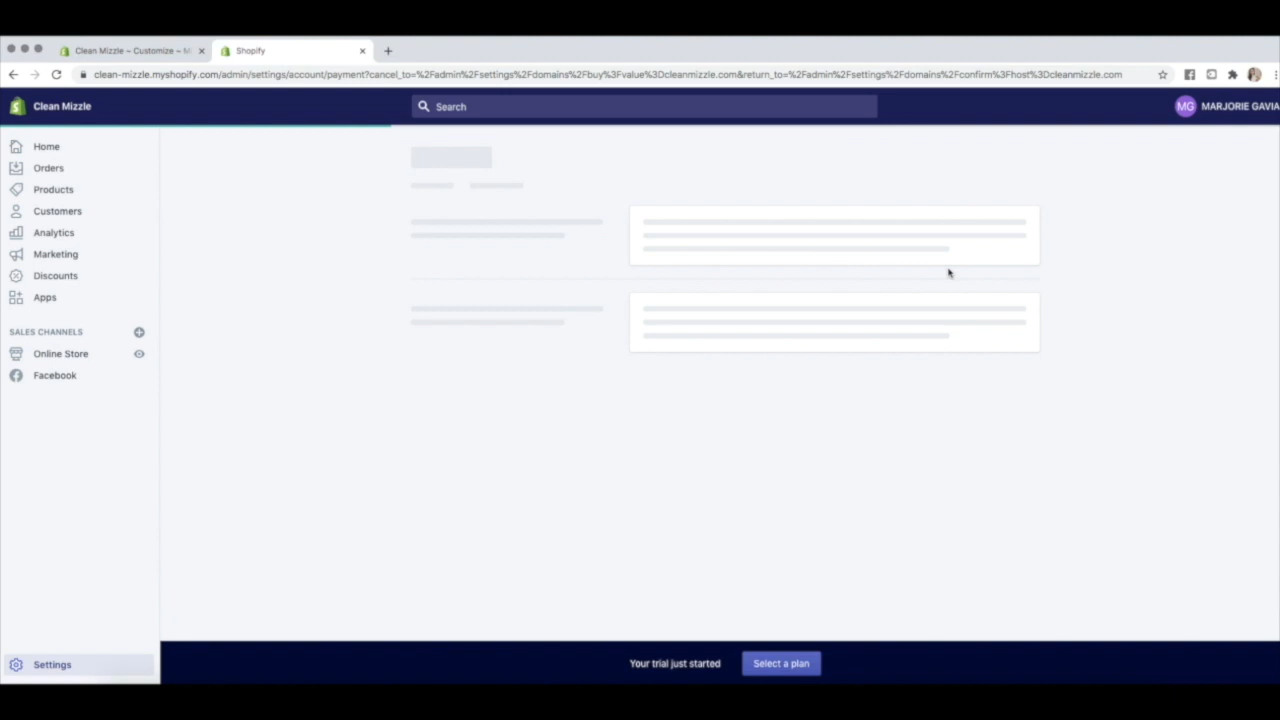 Clean Mizzle ~ Customize ~ M
Shopify
clean-mizzle.myshopify.com/admin/settings/account/payment?cancel_to=%2Fadmin%2Fsettings%2Fdomains%2Fbuy%3Fvalue%3Dcleanmizzle.com&return_to=%2Fadmin%2Fsettings%2Fdomains%2Fconfirm%3Fhost%3Dcleanmizzle.com
Clean Mizzle
Search
MG MARJORIE GAVIA
Home
Orders
Products
Customers
Analytics
Marketing
Discounts
Apps
SALES CHANNELS
Online Store
Facebook
Settings
Your trial just started
Select a plan